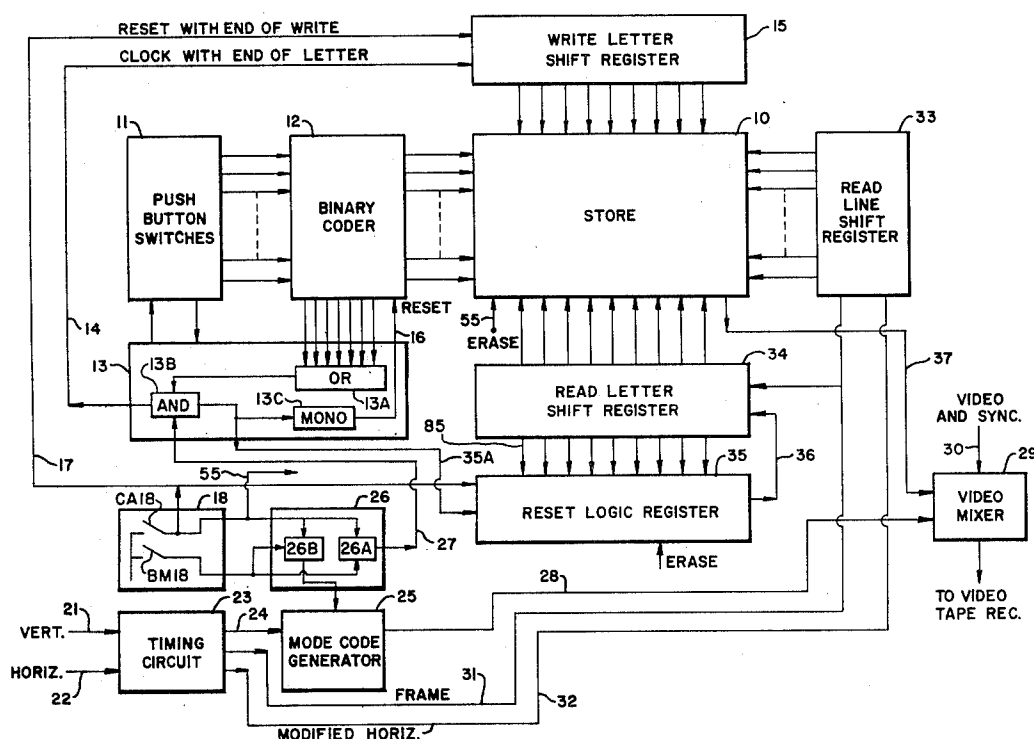 RESET WITH END OF WRITE
15
WRITE LETTER
SHIFT REGISTER
CLOCK WITH END OF LETTER
11
12
10
33
PUSH
BUTTON
SWITCHES
BINARY
CODER
STORE
READ
LINE
SHIFT
REGISTER
RESET
14
16
55
ERASE
13
13B
OR
13A
34
37
AND
13C
MONO
READ LETTER
SHIFT REGISTER
VIDEO
AND SYNC.
30
29
17
55
85
35A
35
36
CA18
18
26
RESET LOGIC REGISTER
VIDEO
MIXER
26B
26A
27
BM18
ERASE
28
TO VIDEO
TAPE REC.
21
23
24
25
VERT.
TIMING
CIRCUIT
MODE CODE
GENERATOR
HORIZ.
22
FRAME
31
32
MODIFIED HORIZ.